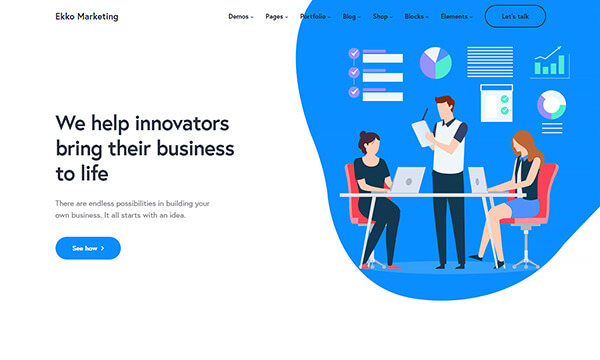 Ekko Marketing
Demos Pages Portfolio Blog Shop Blocks Elements Let's talk
We help innovators
bring their business
to life
There are endless possibilities in building your
own business. It all starts with an idea.
See how